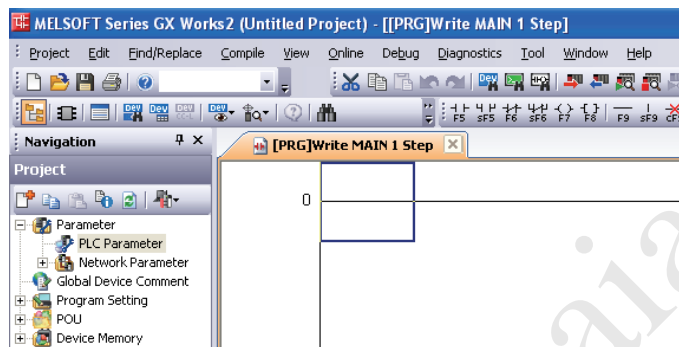 MELSOFT Series GX Works2 (Untitled Project) - [[PRG]Write MAIN 1 Step]
Project Edit Find/Replace Compile View Online Debug Diagnostics Tool Window Help
F5 sF5 F6 sF6 F7 F8 F9 sF9
Navigation
[PRG]Write MAIN 1 Step
Project
0
Parameter
PLC Parameter
Network Parameter
Global Device Comment
Program Setting
POU
Device Memory